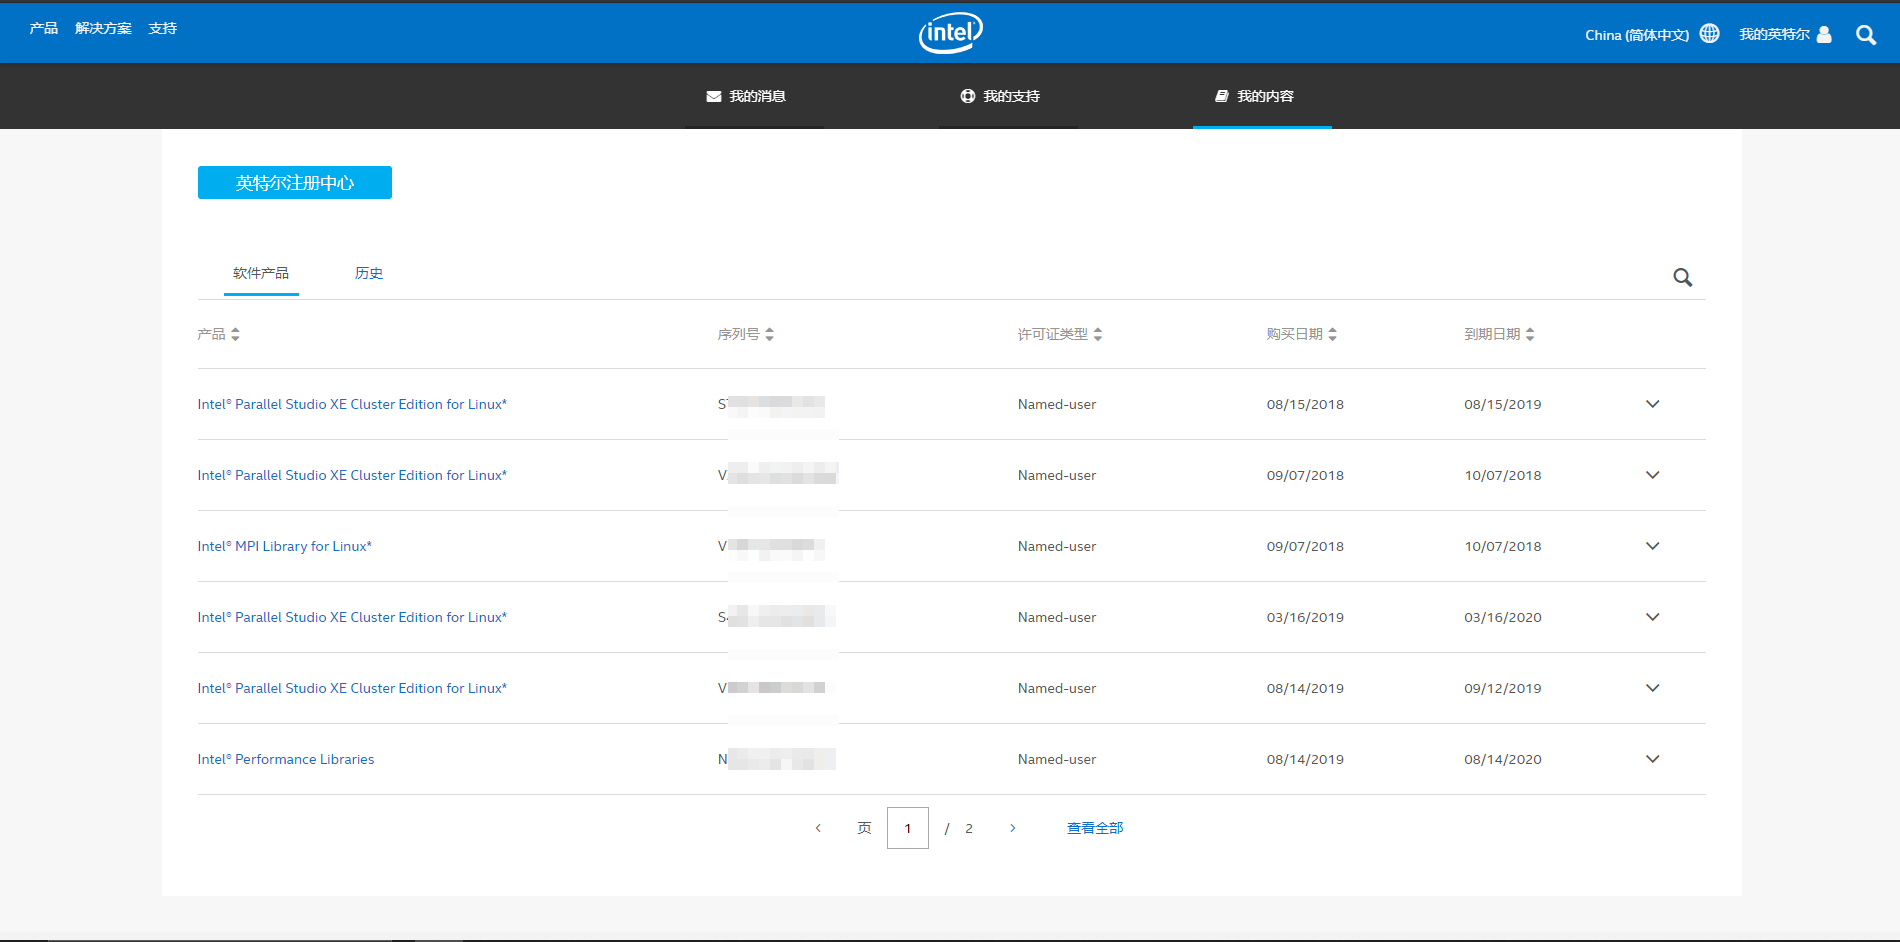 产品 解决方案 支持
intel
China (简体中文) 我的英特尔
我的消息 我的支持 我的内容
英特尔注册中心
软件产品 历史
产品 序列号 许可证类型 购买日期 到期日期
Intel® Parallel Studio XE Cluster Edition for Linux* Named-user 08/15/2018 08/15/2019
Intel® Parallel Studio XE Cluster Edition for Linux* V Named-user 09/07/2018 10/07/2018
Intel® MPI Library for Linux* V Named-user 09/07/2018 10/07/2018
Intel® Parallel Studio XE Cluster Edition for Linux* Named-user 03/16/2019 03/16/2020
Intel® Parallel Studio XE Cluster Edition for Linux* V Named-user 08/14/2019 09/12/2019
Intel® Performance Libraries N Named-user 08/14/2019 08/14/2020
页 1 / 2 查看全部